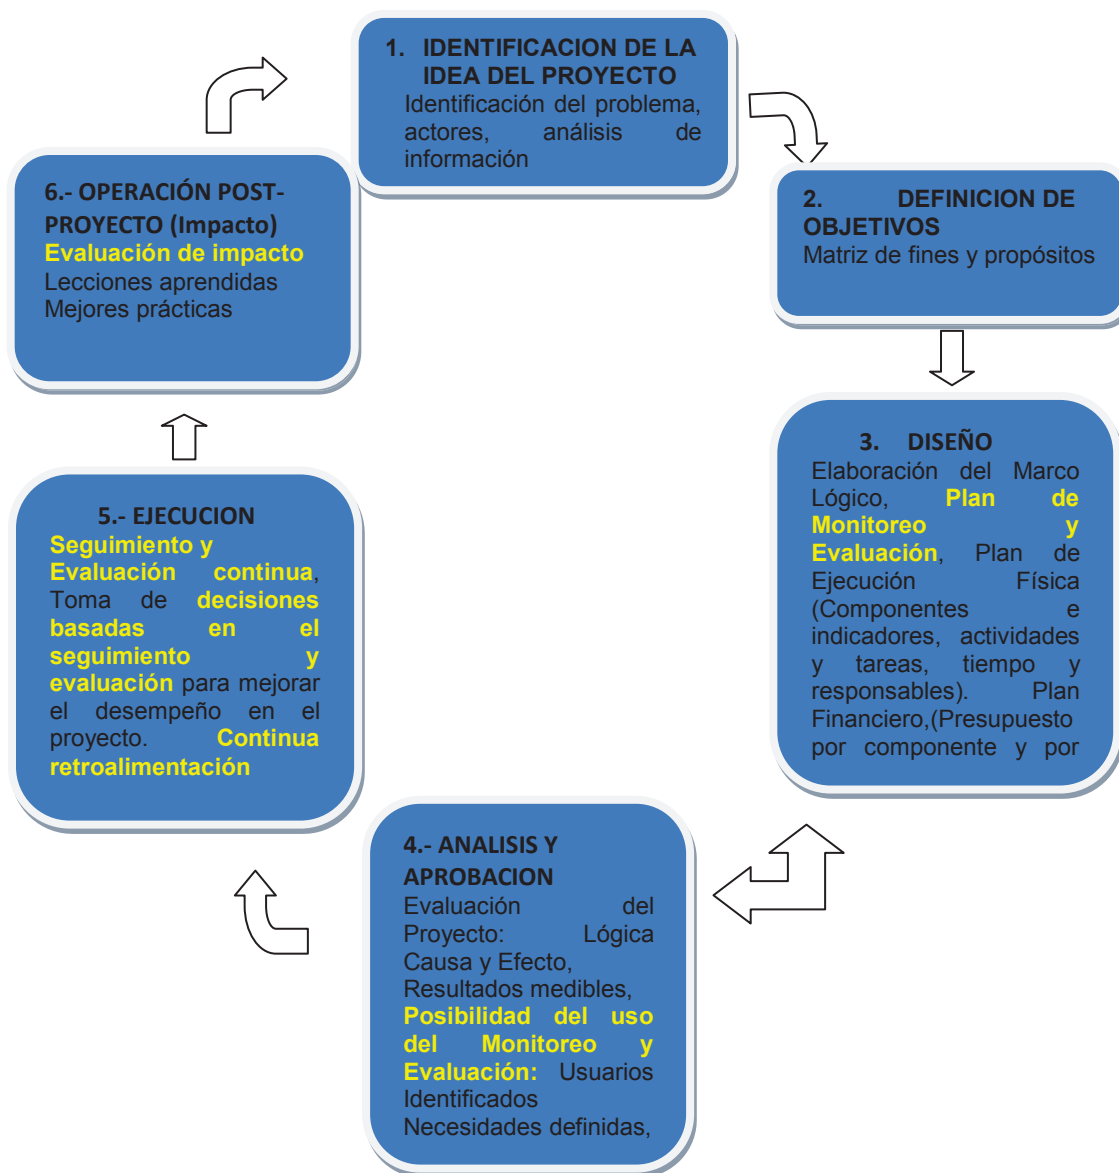 1. IDENTIFICACION DE LA
IDEA DEL PROYECTO
Identificación del problema,
actores, análisis de
información
2. DEFINICION DE
OBJETIVOS
Matriz de fines y propósitos
3. DISEÑO
Elaboración del Marco
Lógico, Plan de
Monitoreo y
Evaluación, Plan de
Ejecución Física
(Componentes e
indicadores, actividades
y tareas, tiempo y
responsables). Plan
Financiero,(Presupuesto
por componente y por
4.- ANALISIS Y
APROBACION
Evaluación del
Proyecto: Lógica
Causa y Efecto,
Resultados medibles,
Posibilidad del uso
del Monitoreo y
Evaluación: Usuarios
Identificados
Necesidades definidas,
5.- EJECUCION
Seguimiento y
Evaluación continua,
Toma de decisiones
basadas en el
seguimiento y
evaluación para mejorar
el desempeño en el
proyecto. Continua
retroalimentación
6.- OPERACIÓN POST-
PROYECTO (Impacto)
Evaluación de impacto
Lecciones aprendidas
Mejores prácticas